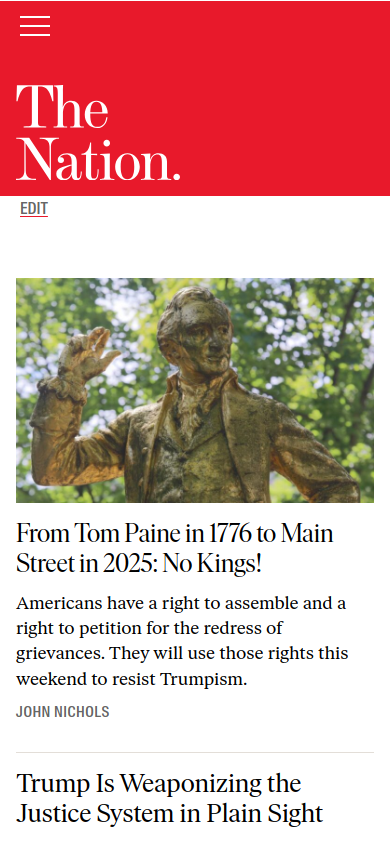 The
Nation.
EDIT
From Tom Paine in 1776 to Main
Street in 2025: No Kings!
Americans have a right to assemble and a
right to petition for the redress of
grievances. They will use those rights this
weekend to resist Trumpism.
JOHN NICHOLS
Trump Is Weaponizing the
Justice System in Plain Sight